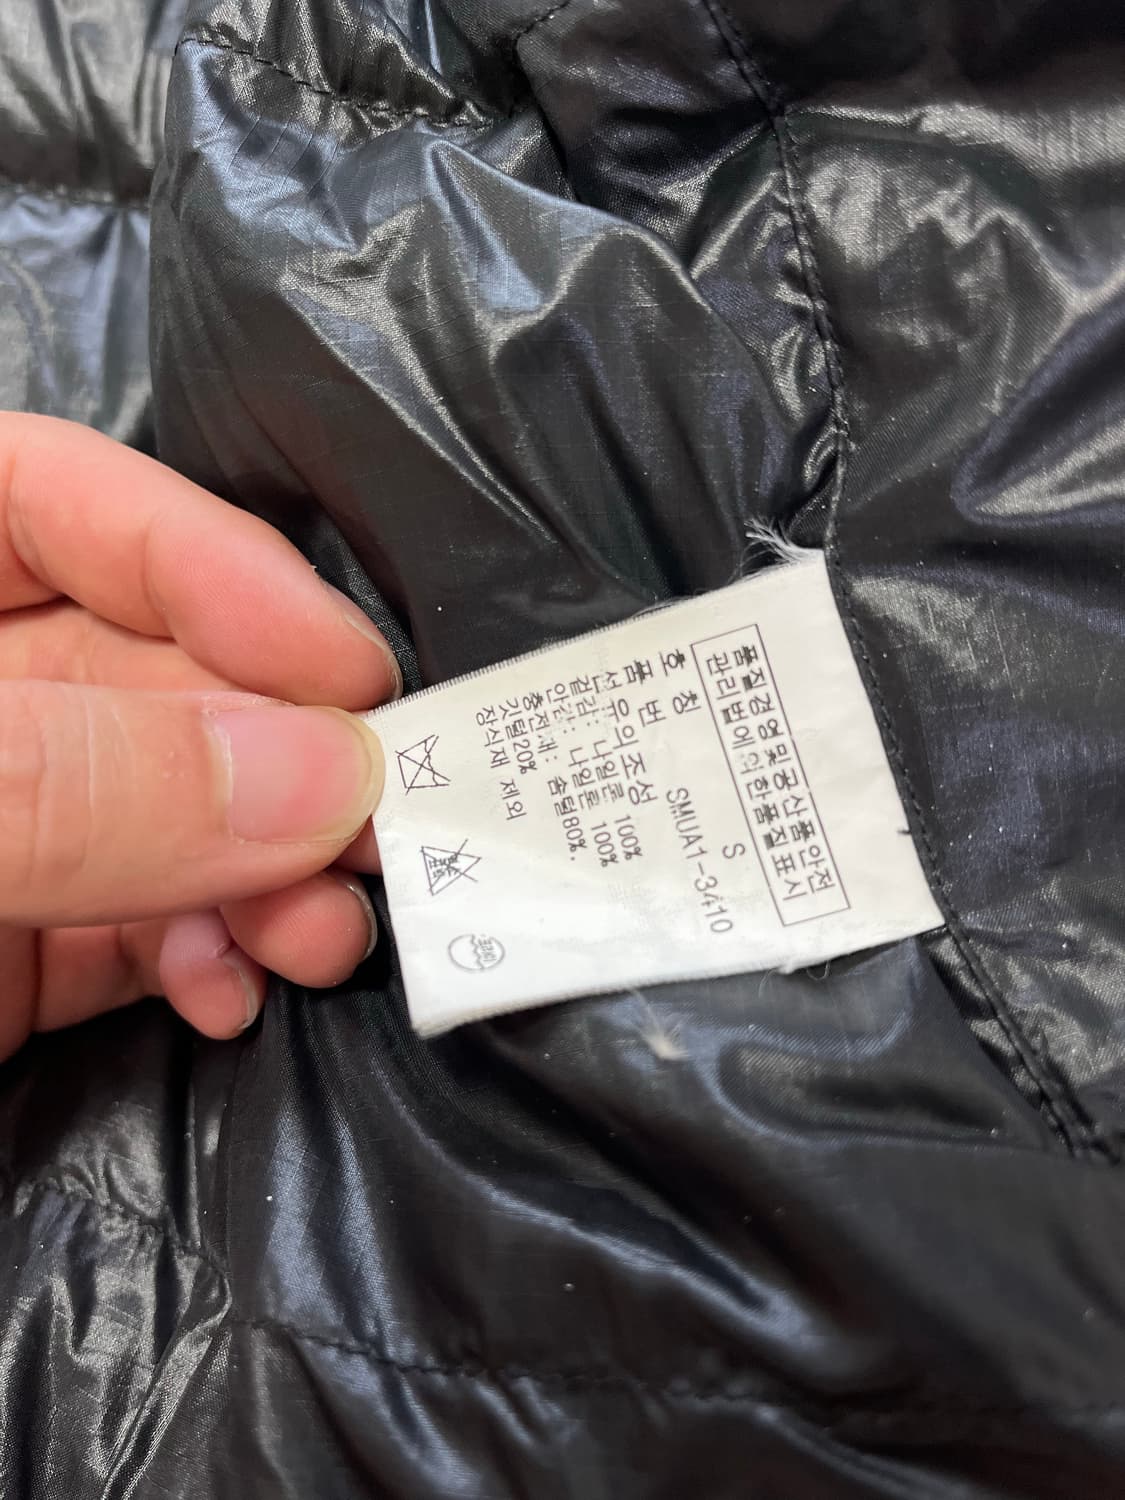 품질경영및공산품안전
관리법에의한품질표시
호 칭 S
품 번 SMUA1-3410
섬유의조성
겉감: 나일론 100%
안감: 나일론 100%
충전재: 솜털80%.
깃털20%
장식재 제외